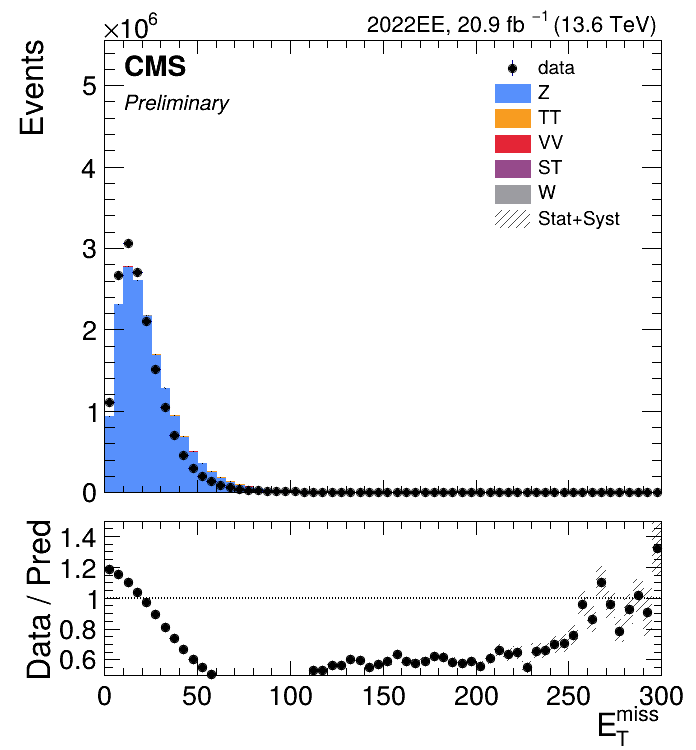 ×10⁶
2022EE, 20.9 fb ⁻¹ (13.6 TeV)
CMS
Preliminary
data
Z
TT
VV
ST
W
Stat+Syst
Events
5
4
3
2
1
0
Data / Pred
1.4
1.2
1
0.8
0.6
0 50 100 150 200 250 300
E_T^miss